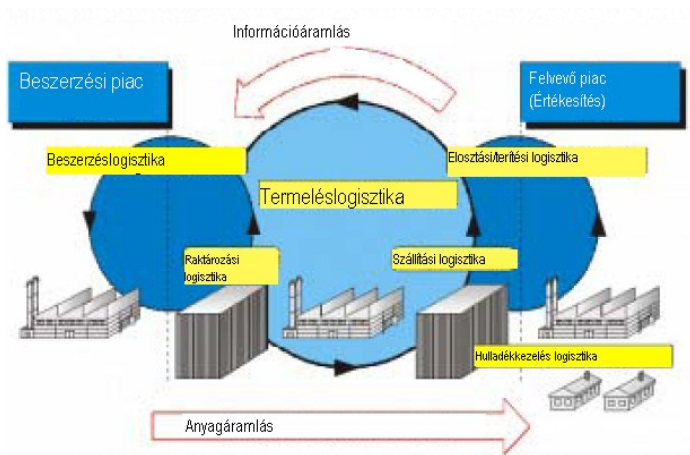 Információáramlás
Beszerzési piac
Felvevő piac
(Értékesítés)
Beszerzéslogisztika
Elosztási/terítési logisztika
Termeléslogisztika
Raktározási
logisztika
Szállítási logisztika
Hulladékkezelés logisztika
Anyagáramlás